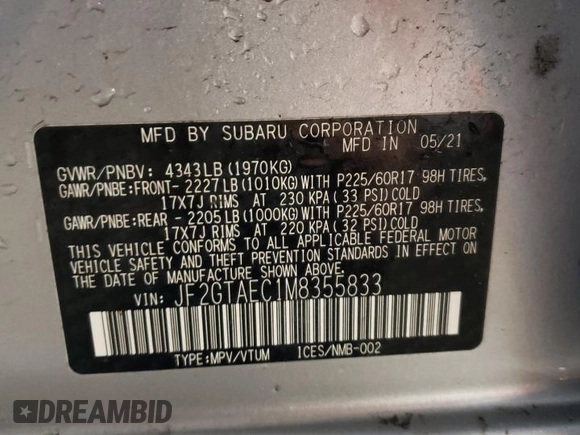 MFD BY SUBARU CORPORATION
MFD IN 05/21
GVWR/PNBV: 4343LB(1970KG)
GAWR/PNBE:FRONT- 2227LB(1010KG)WITH P225/60R17 98H TIRES,
17X7J RIMS AT 230 KPA(33 PSI)COLD
GAWR/PNBE:REAR - 2205LB(1000KG)WITH P225/60R17 98H TIRES,
17X7J RIMS AT 220 KPA(32 PSI)COLD
THIS VEHICLE CONFORMS TO ALL APPLICABLE FEDERAL MOTOR
VEHICLE SAFETY AND THEFT PREVENTION STANDARDS IN EFFECT ON
THE DATE OF MANUFACTURE SHOWN ABOVE.
VIN: JF2GTAEC1M8355833
TYPE:MPV/VTUM ICES/NMB-002
DREAMBID